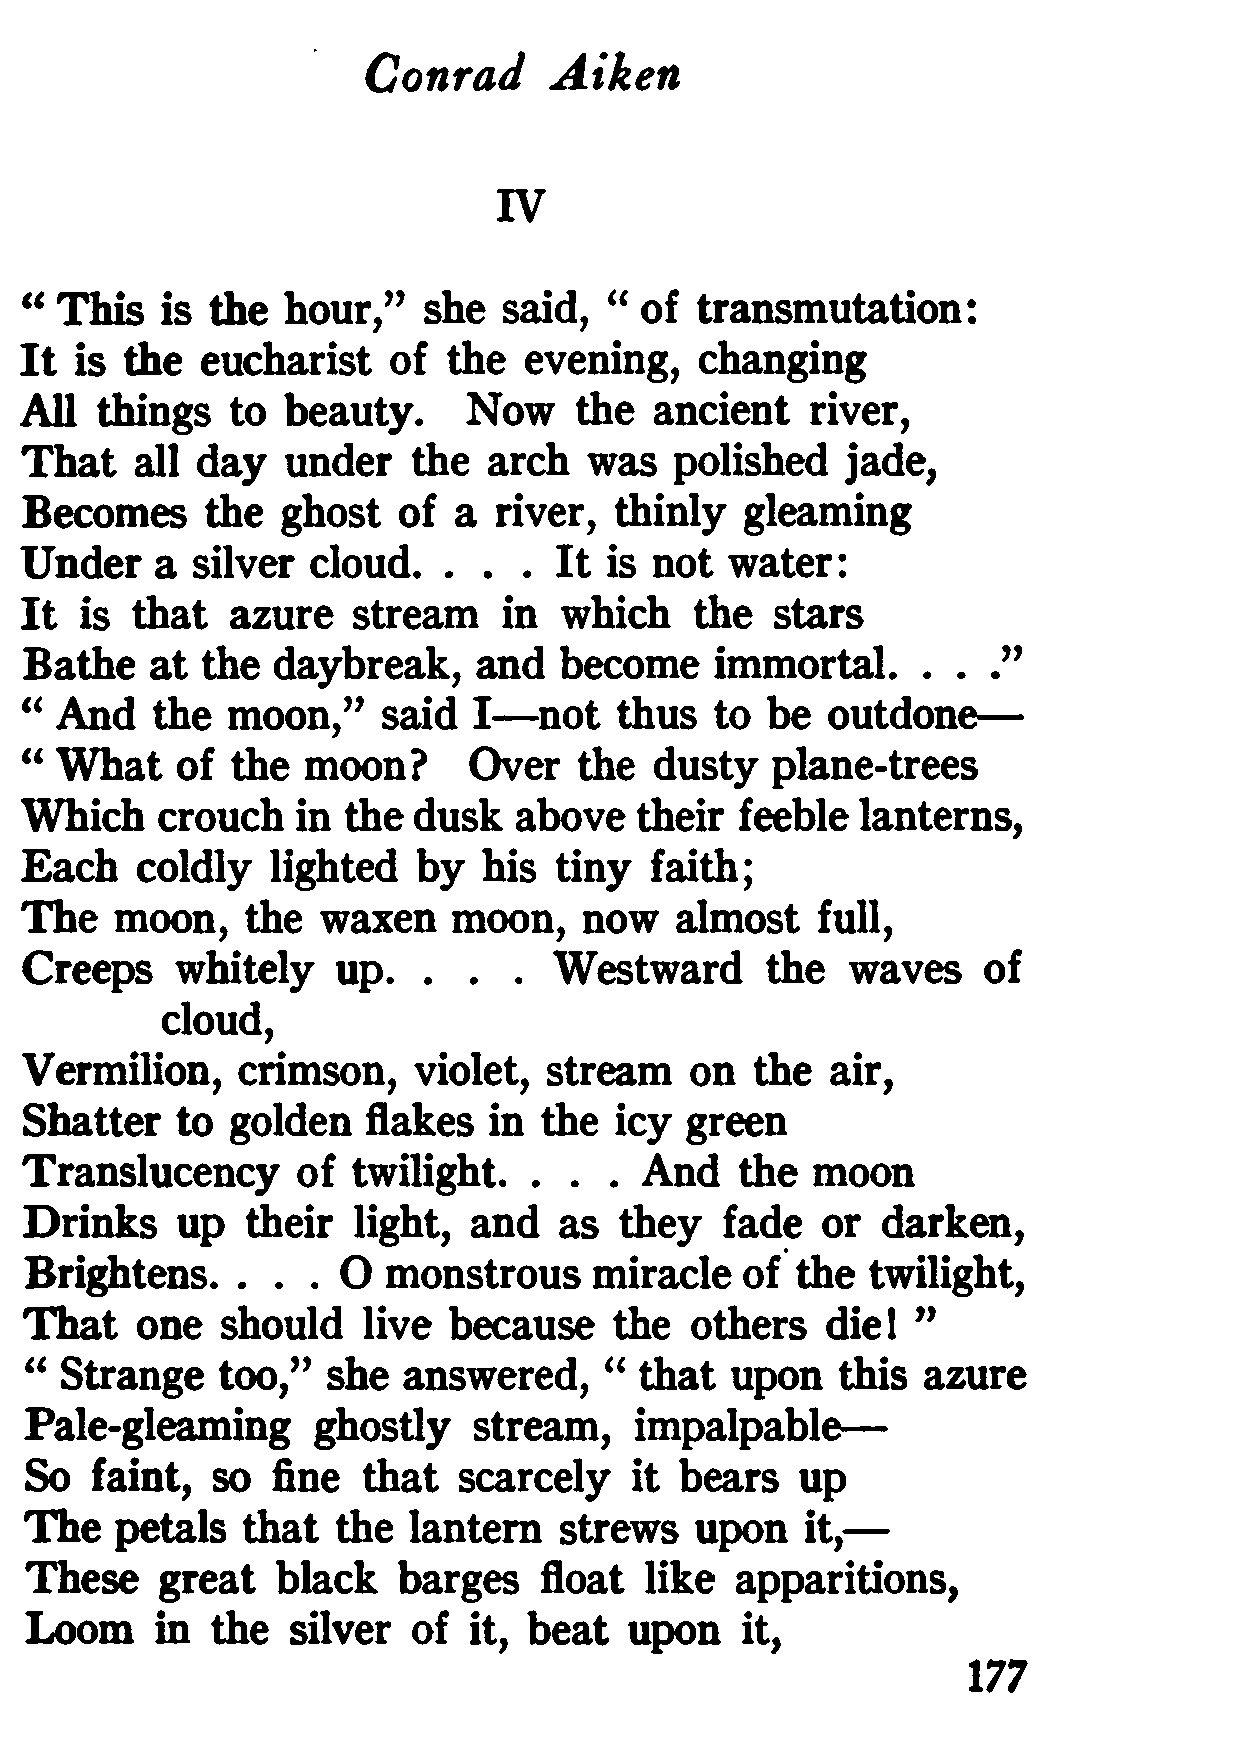 Conrad Aiken
IV
“ This is the hour,” she said, “ of transmutation:
It is the eucharist of the evening, changing
All things to beauty. Now the ancient river,
That all day under the arch was polished jade,
Becomes the ghost of a river, thinly gleaming
Under a silver cloud. . . . It is not water:
It is that azure stream in which the stars
Bathe at the daybreak, and become immortal. . . .”
“ And the moon,” said I—not thus to be outdone—
“ What of the moon? Over the dusty plane-trees
Which crouch in the dusk above their feeble lanterns,
Each coldly lighted by his tiny faith;
The moon, the waxen moon, now almost full,
Creeps whitely up. . . . Westward the waves of
cloud,
Vermilion, crimson, violet, stream on the air,
Shatter to golden flakes in the icy green
Translucency of twilight. . . . And the moon
Drinks up their light, and as they fade or darken,
Brightens. . . . O monstrous miracle of the twilight,
That one should live because the others die! ”
“ Strange too,” she answered, “ that upon this azure
Pale-gleaming ghostly stream, impalpable—
So faint, so fine that scarcely it bears up
The petals that the lantern strews upon it,—
These great black barges float like apparitions,
Loom in the silver of it, beat upon it,
177